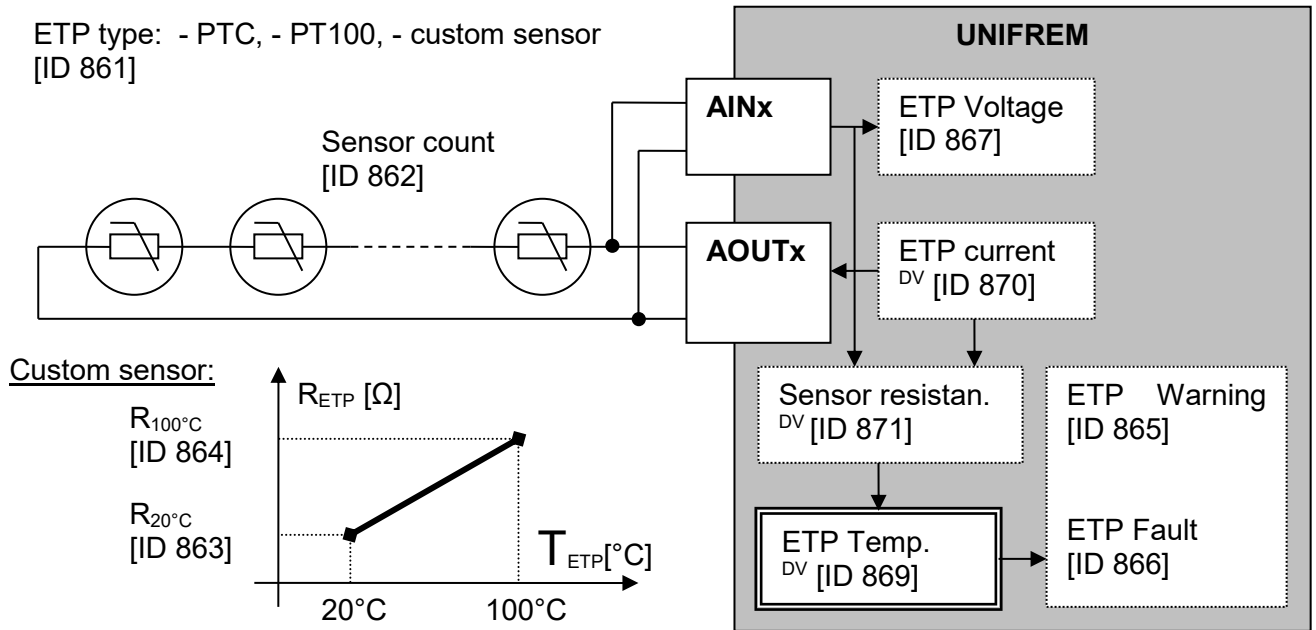 ETP type: - PTC, - PT100, - custom sensor
[ID 861]
UNIFREM
AINx
ETP Voltage
[ID 867]
Sensor count
[ID 862]
AOUTx
ETP current
DV [ID 870]
Custom sensor:
RETP [Ω]
R100°C
[ID 864]
R20°C
[ID 863]
TETP[°C]
20°C
100°C
Sensor resistan.
DV [ID 871]
ETP Warning
[ID 865]
ETP Temp.
DV [ID 869]
ETP Fault
[ID 866]